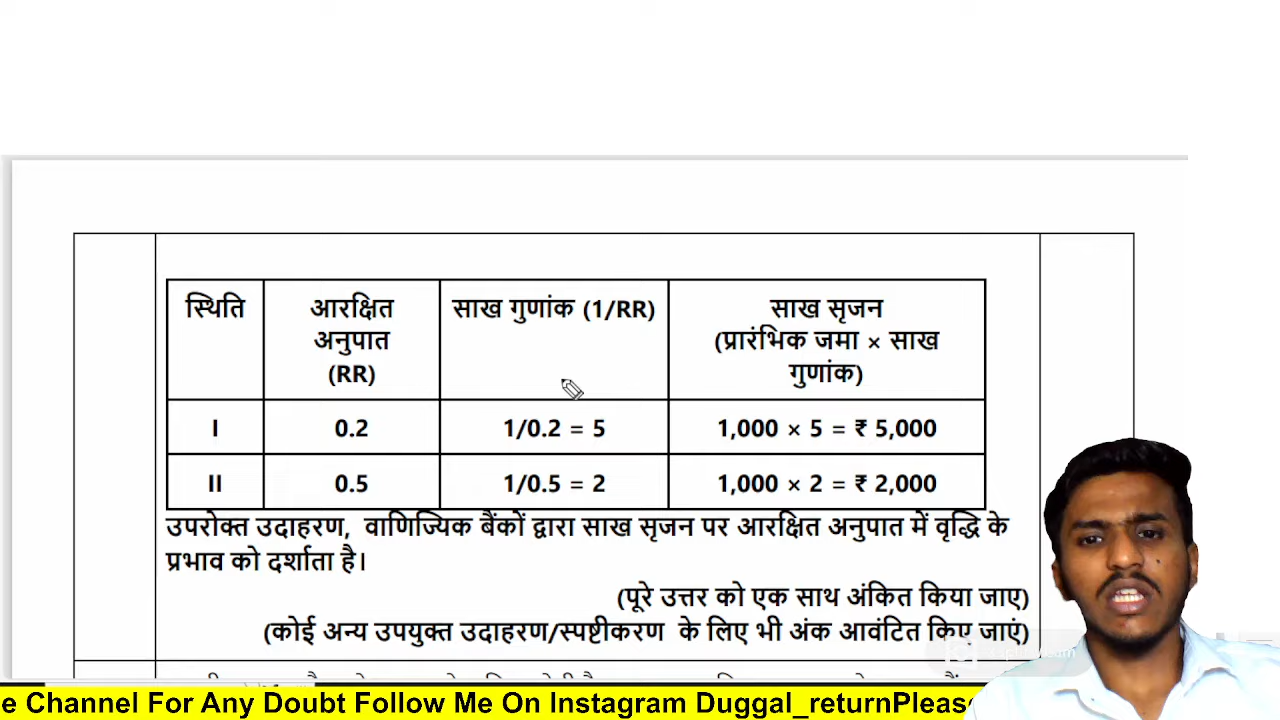 स्थिति
आरक्षित
अनुपात
(RR)
साख गुणांक (1/RR)
साख सृजन
(प्रारंभिक जमा × साख
गुणांक)
I
0.2
1/0.2 = 5
1,000 × 5 = ₹ 5,000
II
0.5
1/0.5 = 2
1,000 × 2 = ₹ 2,000
उपरोक्त उदाहरण, वाणिज्यिक बैंकों द्वारा साख सृजन पर आरक्षित अनुपात में वृद्धि के
प्रभाव को दर्शाता है।
(पूरे उत्तर को एक साथ अंकित किया जाए)
(कोई अन्य उपयुक्त उदाहरण/स्पष्टीकरण के लिए भी अंक आवंटित किए जाएं)
e Channel For Any Doubt Follow Me On Instagram Duggal_returnPleas